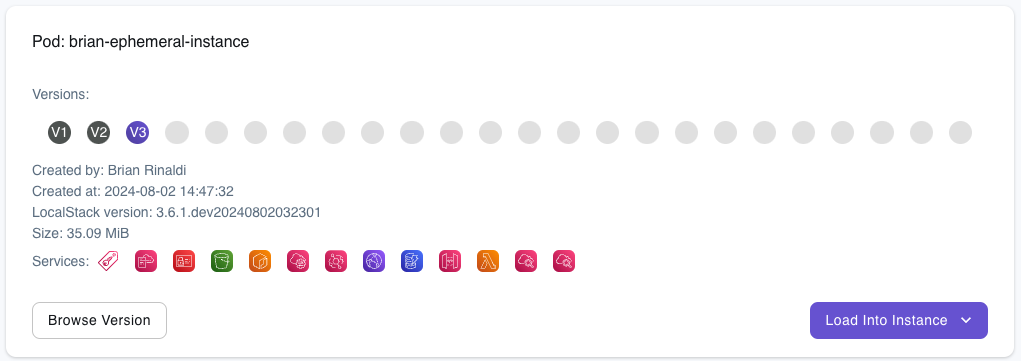 Pod: brian-ephemeral-instance
Versions:
V1 V2 V3
Created by: Brian Rinaldi
Created at: 2024-08-02 14:47:32
LocalStack version: 3.6.1.dev20240802032301
Size: 35.09 MiB
Services:
Browse Version
Load Into Instance